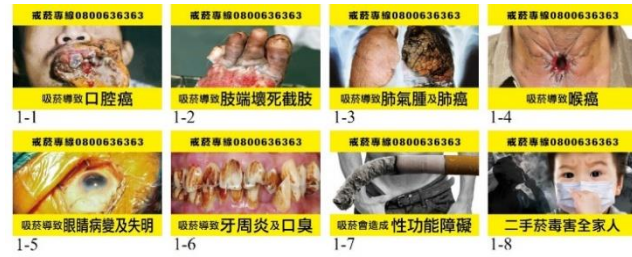 戒菸專線0800636363
吸菸導致口腔癌
1-1
戒菸專線0800636363
吸菸導致肢端壞死截肢
1-2
戒菸專線0800636363
吸菸導致肺氣腫及肺癌
1-3
戒菸專線0800636363
吸菸導致喉癌
1-4
戒菸專線0800636363
吸菸導致眼睛病變及失明
1-5
戒菸專線0800636363
吸菸導致牙周炎及口臭
1-6
戒菸專線0800636363
吸菸會造成性功能障礙
1-7
戒菸專線0800636363
二手菸毒害全家人
1-8